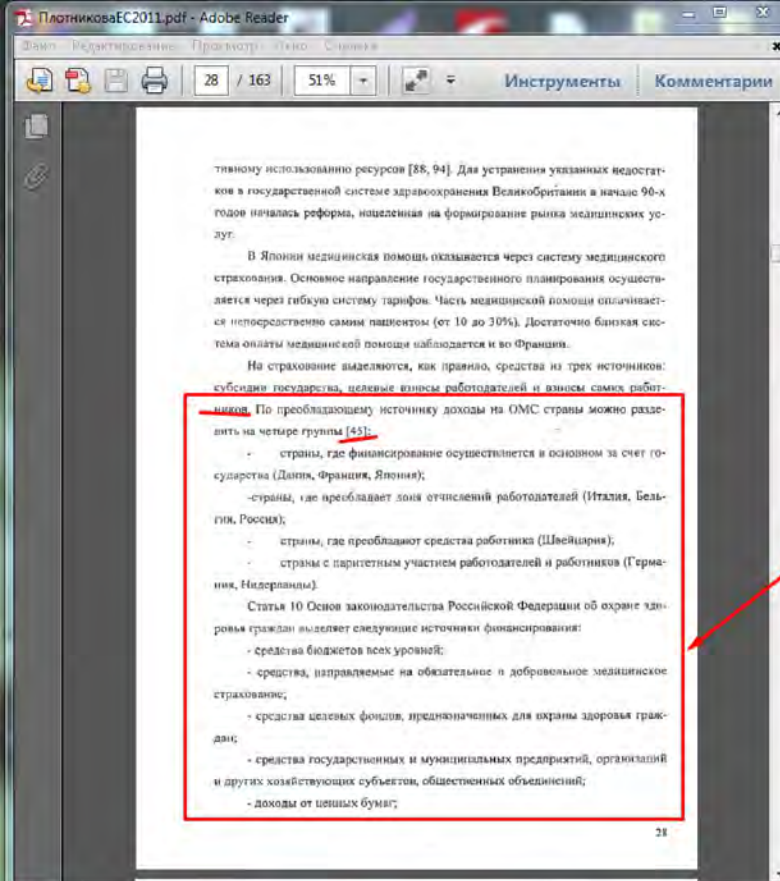 ПлотниковаЕС2011.pdf - Adobe Reader
Файл Редактирование Просмотр Окно Справка
28 / 163 51% Инструменты Комментарии
тивному использованию ресурсов [88, 94]. Для устранения указанных недостат-
ков в государственной системе здравоохранения Великобритании в начале 90-х
годов началась реформа, нацеленная на формирование рынка медицинских ус-
луг.
В Японии медицинская помощь оказывается через систему медицинского
страхования. Основное направление государственного планирования осуществ-
ляется через гибкую систему тарифов. Часть медицинской помощи оплачивает-
ся непосредственно самим пациентом (от 10 до 30%). Достаточно близкая сис-
тема оплаты медицинской помощи наблюдается и во Франции.
На страхование выделяются, как правило, средства из трех источников:
субсидии государства, целевые взносы работодателей и взносы самих работ-
ников. По преобладающему источнику доходы на ОМС страны можно разде-
лить на четыре группы [45]:
- страны, где финансирование осуществляется в основном за счет го-
сударства (Дания, Франция, Япония);
-страны, где преобладает доля отчислений работодателей (Италия, Бель-
гия, Россия);
- страны, где преобладают средства работника (Швейцария);
- страны с паритетным участием работодателей и работников (Герма-
ния, Нидерланды).
Статья 10 Основ законодательства Российской Федерации об охране здо-
ровья граждан выделяет следующие источники финансирования:
- средства бюджетов всех уровней;
- средства, направляемые на обязательное и добровольное медицинское
страхование;
- средства целевых фондов, предназначенных для охраны здоровья граж-
дан;
- средства государственных и муниципальных предприятий, организаций
и других хозяйствующих субъектов, общественных объединений;
- доходы от ценных бумаг;
28